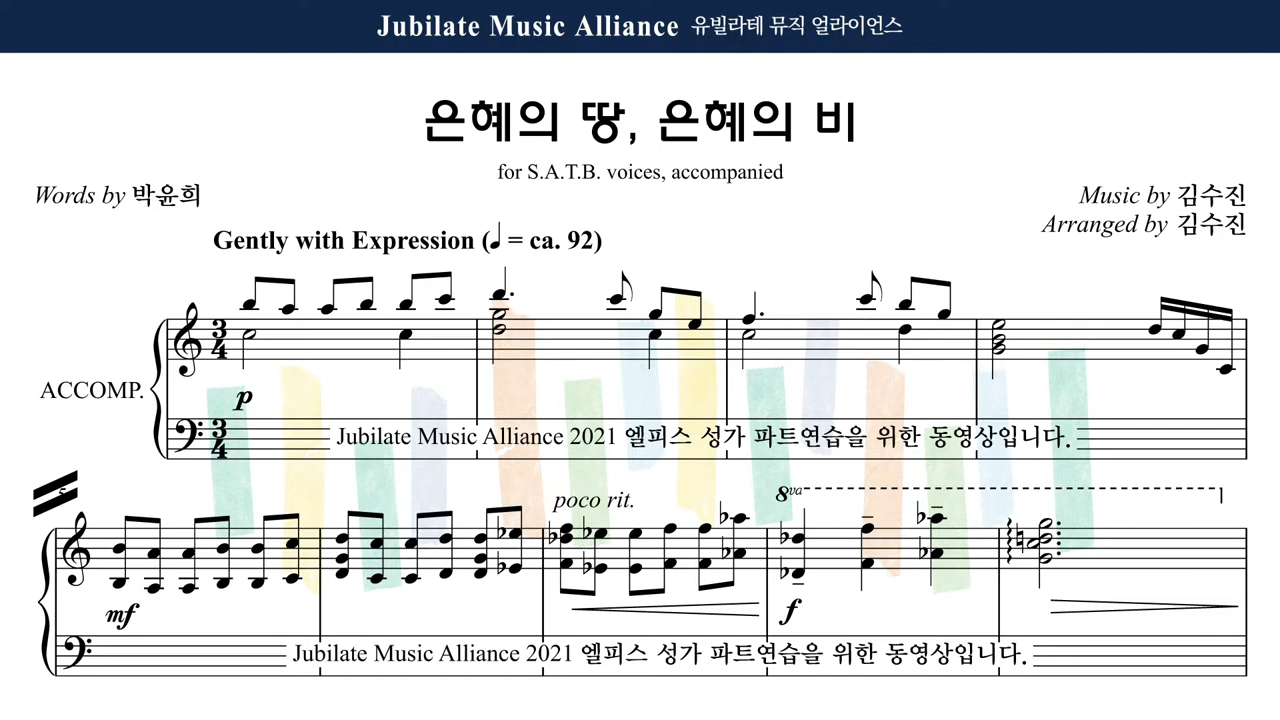 Jubilate Music Alliance 유빌라테 뮤직 얼라이언스
은혜의 땅, 은혜의 비
for S.A.T.B. voices, accompanied
Words by 박윤희
Music by 김수진
Arranged by 김수진
Gently with Expression (♩ = ca. 92)
3
4
ACCOMP.
p
3
4
Jubilate Music Alliance 2021 엘피스 성가 파트연습을 위한 동영상입니다.
poco rit.
8va
mf
f
Jubilate Music Alliance 2021 엘피스 성가 파트연습을 위한 동영상입니다.